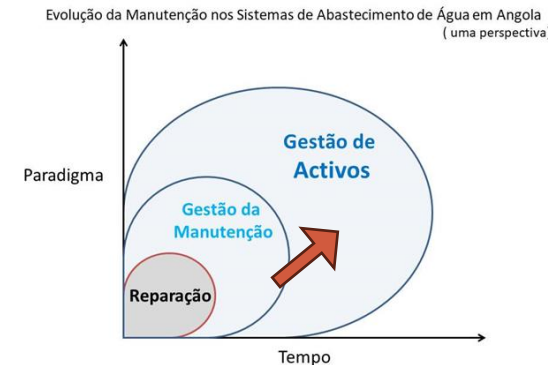 Evolução da Manutenção nos Sistemas de Abastecimento de Água em Angola
( uma perspectiva)
Gestão de
Activos
Paradigma
Gestão da
Manutenção
Reparação
Tempo